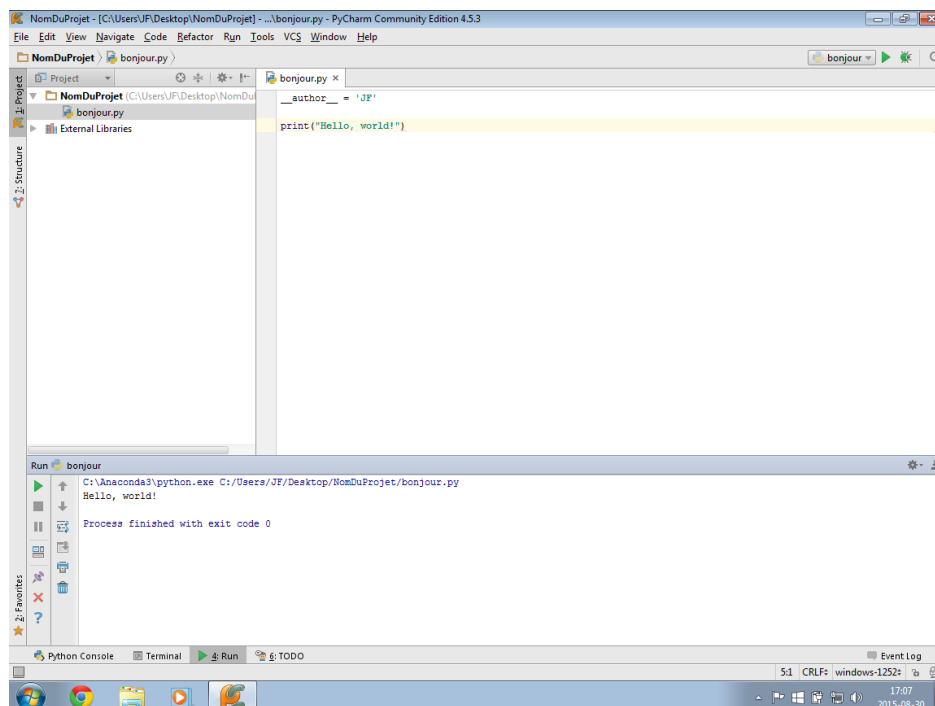 NomDuProjet - [C:\Users\JF\Desktop\NomDuProjet] - ...\bonjour.py - PyCharm Community Edition 4.5.3
File Edit View Navigate Code Refactor Run Tools VCS Window Help
NomDuProjet bonjour.py
bonjour
1: Project
Project
bonjour.py
NomDuProjet (C:\Users\JF\Desktop\NomDuP
bonjour.py
External Libraries
2: Structure
__author__ = 'JF'
print("Hello, world!")
Run bonjour
C:\Anaconda3\python.exe C:/Users/JF/Desktop/NomDuProjet/bonjour.py
Hello, world!
Process finished with exit code 0
2: Favorites
Python Console Terminal 4: Run 6: TODO Event Log
5:1 CRLF windows-1252
17:07
2015-08-30